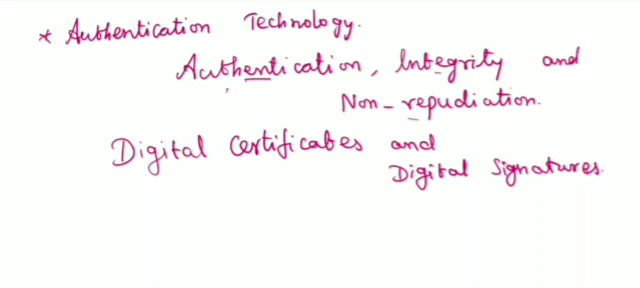 * Authentication Technology.
Authentication, Integrity and
Non-repudiation.
Digital Certificates and
Digital Signatures.